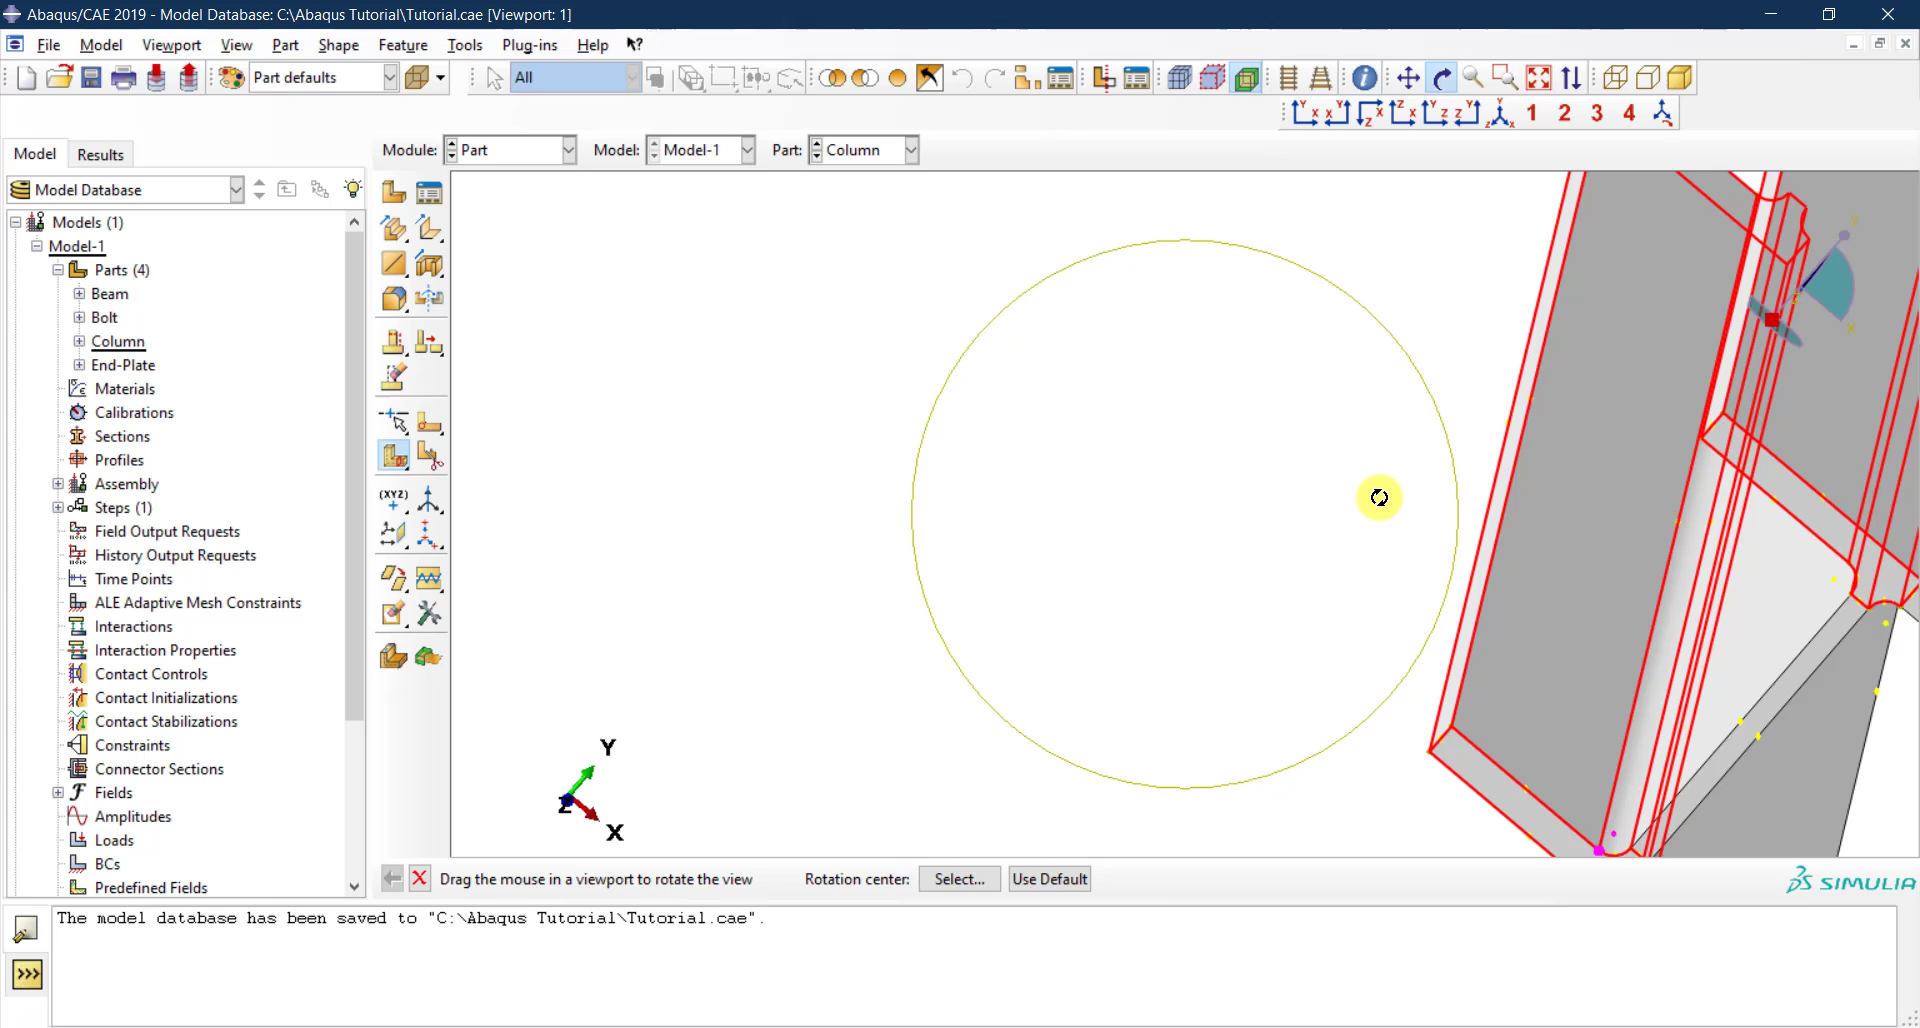 Abaqus/CAE 2019 - Model Database: C:\Abaqus Tutorial\Tutorial.cae [Viewport: 1]
File Model Viewport View Part Shape Feature Tools Plug-ins Help
Part defaults
All
1 2 3 4
Model Results
Module: Part Model: Model-1 Part: Column
Model Database
Models (1)
Model-1
Parts (4)
Beam
Bolt
Column
End-Plate
Materials
Calibrations
Sections
Profiles
Assembly
Steps (1)
Field Output Requests
History Output Requests
Time Points
ALE Adaptive Mesh Constraints
Interactions
Interaction Properties
Contact Controls
Contact Initializations
Contact Stabilizations
Constraints
Connector Sections
Fields
Amplitudes
Loads
BCs
Predefined Fields
(XYZ)
Y
Z
X
Y
Z
X
Drag the mouse in a viewport to rotate the view Rotation center: Select... Use Default
SIMULIA
The model database has been saved to "C:\Abaqus Tutorial\Tutorial.cae".
>>>